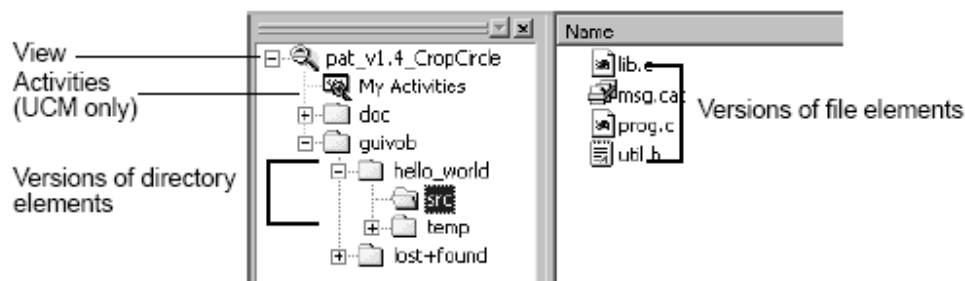 View
Activities
(UCM only)
Versions of directory
elements
pat_v1.4_CropCircle
My Activities
doc
guivob
hello_world
src
temp
lost+found
Name
lib.c
msg.cat
prog.c
util.h
Versions of file elements